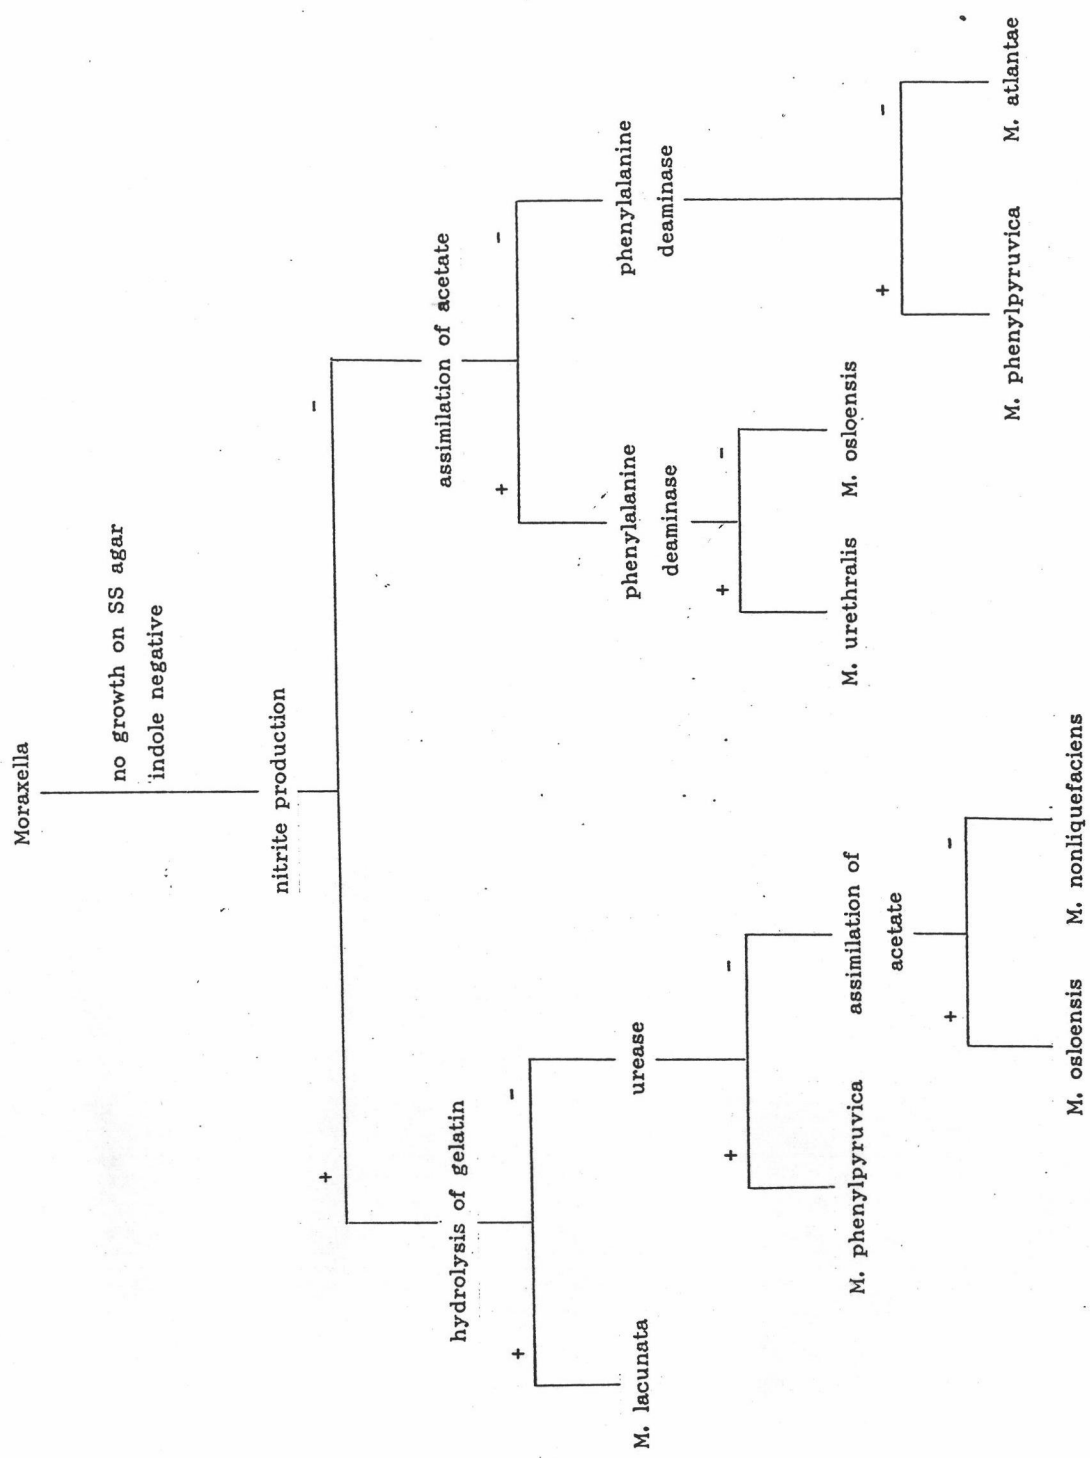 Moraxella
no growth on SS agar
indole negative
nitrite production
+
-
hydrolysis of gelatin
assimilation of acetate
+
-
+
-
M. lacunata
urease
phenylalanine
deaminase
phenylalanine
deaminase
+
-
+
-
+
-
M. phenylpyruvica
assimilation of
acetate
M. urethralis
M. osloensis
M. phenylpyruvica
M. atlantae
+
-
M. osloensis
M. nonliquefaciens